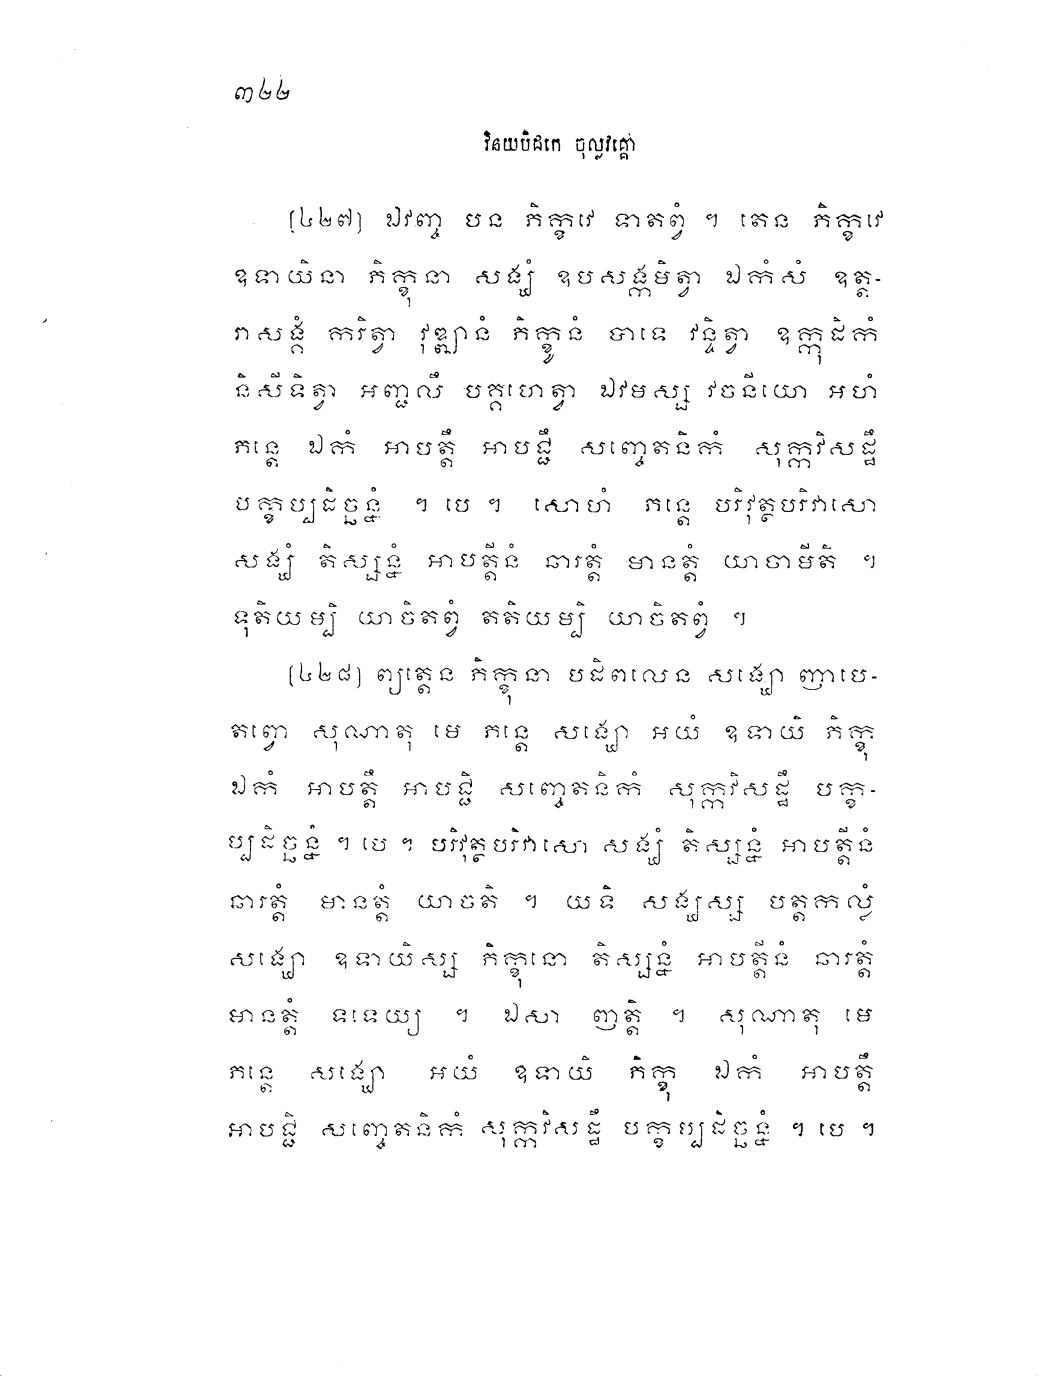 ៣២២
វិនយបិដកេ ចុល្លវគ្គោ
[៤២៧] ឯវញ្ច បន ភិក្ខវេ ទាតព្វំ ។ តេន ភិក្ខវេ
ឧទាយិនា ភិក្ខុនា សង្ឃំ ឧបសង្កមិត្វា ឯកំសំ ឧត្ត-
រាសង្គំ ករិត្វា វុឌ្ឍានំ ភិក្ខូនំ បាទេ វន្ទិត្វា ឧក្កុដិកំ
និសីទិត្វា អញ្ជលឹ បគ្គហេត្វា ឯវមស្ស វចនីយោ អហំ
ភន្តេ ឯកំ អាបត្តឹ អាបជ្ជឹ សញ្ចេតនិកំ សុក្កវិសដ្ឋឹ
បក្ខប្បដិច្ឆន្នំ ។ បេ ។ សោហំ ភន្តេ បរិវុត្ថបរិវាសោ
សង្ឃំ តិស្សន្នំ អាបត្តីនំ ឆារត្តំ មានត្តំ យាចាមីតិ ។
ទុតិយម្បិ យាចិតព្វំ តតិយម្បិ យាចិតព្វំ ។
[៤២៨] ព្យត្តេន ភិក្ខុនា បដិពលេន សង្ឃោ ញាបេ-
តព្វោ សុណាតុ មេ ភន្តេ សង្ឃោ អយំ ឧទាយិ ភិក្ខុ
ឯកំ អាបត្តឹ អាបជ្ជិ សញ្ចេតនិកំ សុក្កវិសដ្ឋឹ បក្ខ-
ប្បដិច្ឆន្នំ ។ បេ ។ បរិវុត្ថបរិវាសោ សង្ឃំ តិស្សន្នំ អាបត្តីនំ
ឆារត្តំ មានត្តំ យាចតិ ។ យទិ សង្ឃស្ស បត្តកល្លំ
សង្ឃោ ឧទាយិស្ស ភិក្ខុនោ តិស្សន្នំ អាបត្តីនំ ឆារត្តំ
មានត្តំ ទទេយ្យ ។ ឯសា ញត្តិ ។ សុណាតុ មេ
ភន្តេ សង្ឃោ អយំ ឧទាយិ ភិក្ខុ ឯកំ អាបត្តឹ
អាបជ្ជិ សញ្ចេតនិកំ សុក្កវិសដ្ឋឹ បក្ខប្បដិច្ឆន្នំ ។ បេ ។